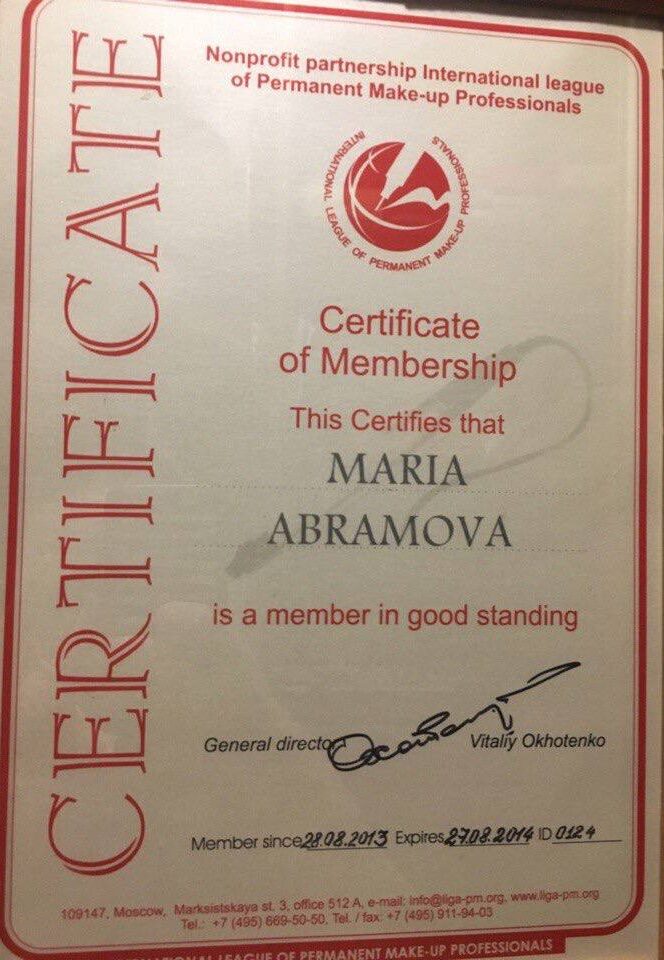 CERTIFICATE
Nonprofit partnership International league
of Permanent Make-up Professionals
INTERNATIONAL LEAGUE OF PERMANENT MAKE-UP PROFESSIONALS
Certificate
of Membership
This Certifies that
MARIA
ABRAMOVA
is a member in good standing
General director Vitaliy Okhotenko
Member since 28.08.2013 Expires 27.08.2014 ID 0124
109147, Moscow, Marksistskaya st. 3, office 512 A, e-mail: info@liga-pm.org, www.liga-pm.org
Tel.: +7 (495) 669-50-50, Tel. / fax: +7 (495) 911-94-03
LEAGUE OF PERMANENT MAKE-UP PROFESSIONALS